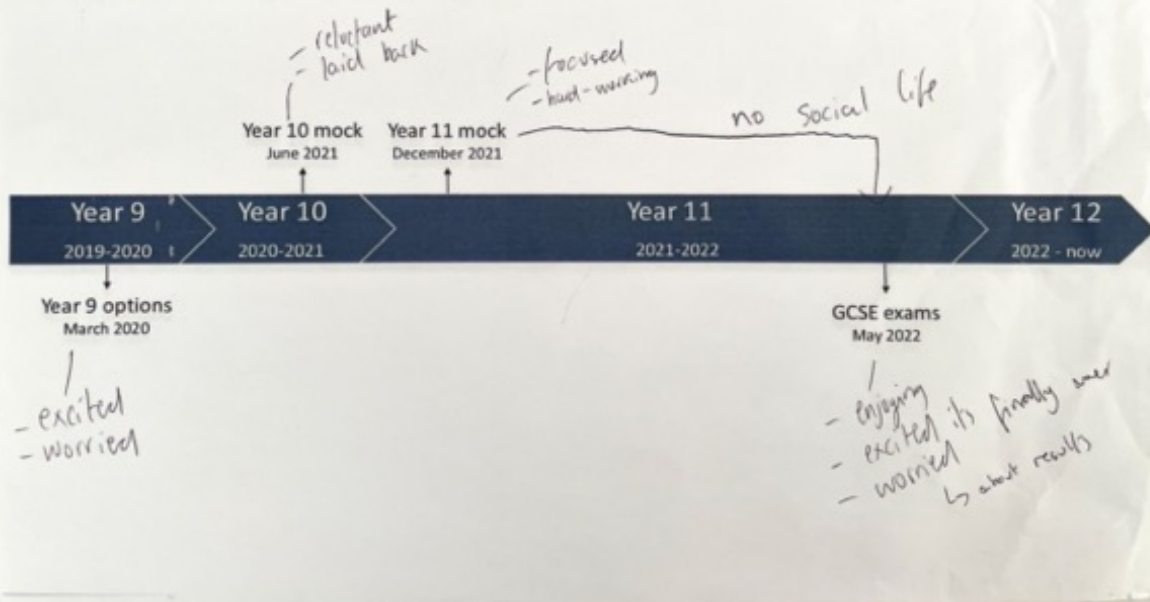 - reluctant
- laid back
- focused
- hard-working
no social life
Year 10 mock
June 2021
Year 11 mock
December 2021
Year 9
2019-2020
Year 10
2020-2021
Year 11
2021-2022
Year 12
2022 - now
Year 9 options
March 2020
GCSE exams
May 2022
- excited
- worried
- enjoying
- excited its finally over
- worried
↳ about results